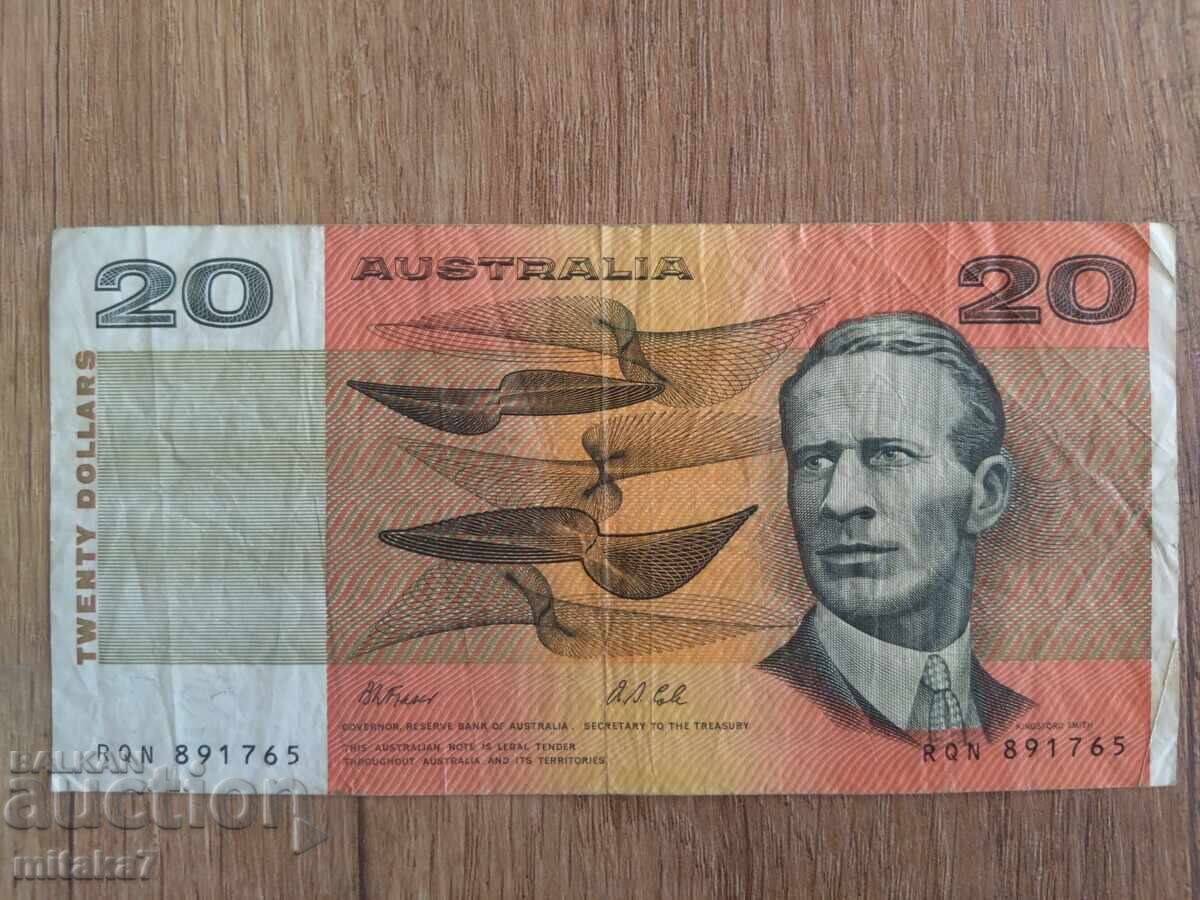 20
AUSTRALIA
20
TWENTY DOLLARS
GOVERNOR, RESERVE BANK OF AUSTRALIA. SECRETARY TO THE TREASURY
THIS AUSTRALIAN NOTE IS LEGAL TENDER
THROUGHOUT AUSTRALIA AND ITS TERRITORIES
KINGSFORD SMITH
RQN 891765
RQN 891765
BALKAN
auction
mitaka7